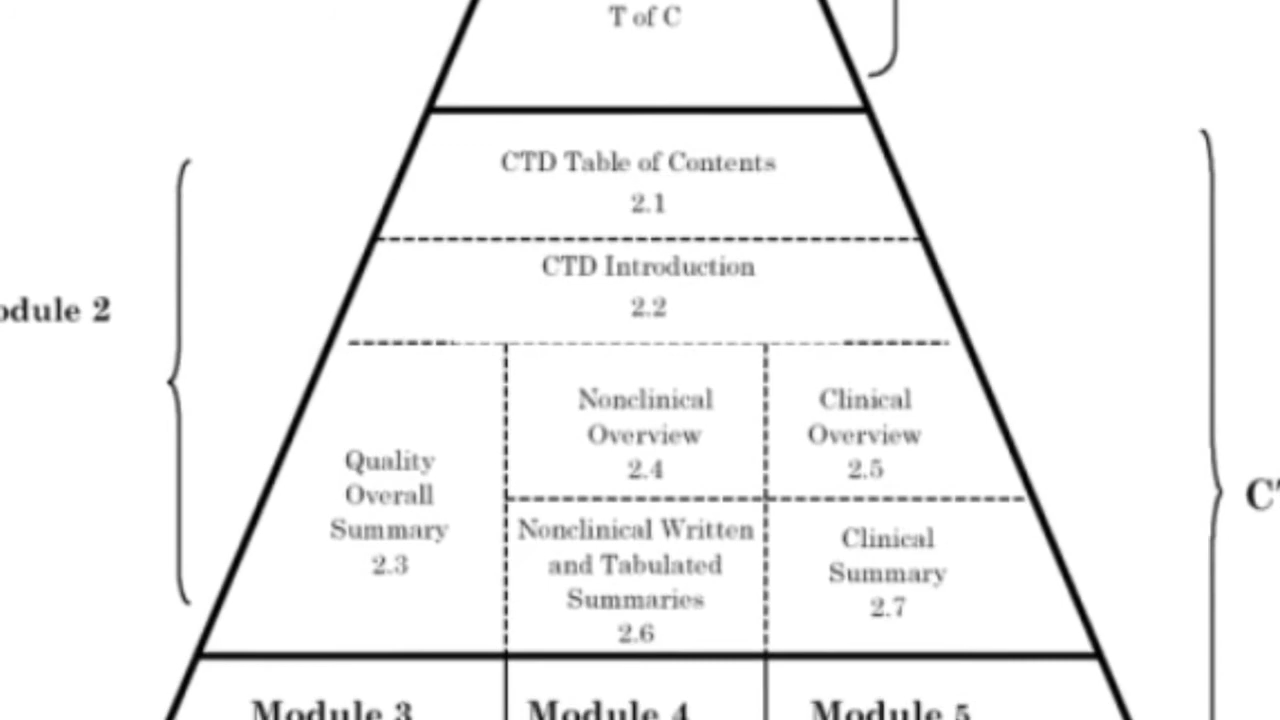 T of C
CTD Table of Contents
2.1
CTD Introduction
2.2
odule 2
Nonclinical
Overview
2.4
Clinical
Overview
2.5
Quality
Overall
Summary
2.3
Nonclinical Written
and Tabulated
Summaries
2.6
Clinical
Summary
2.7
Module 3
Module 4
Module 5